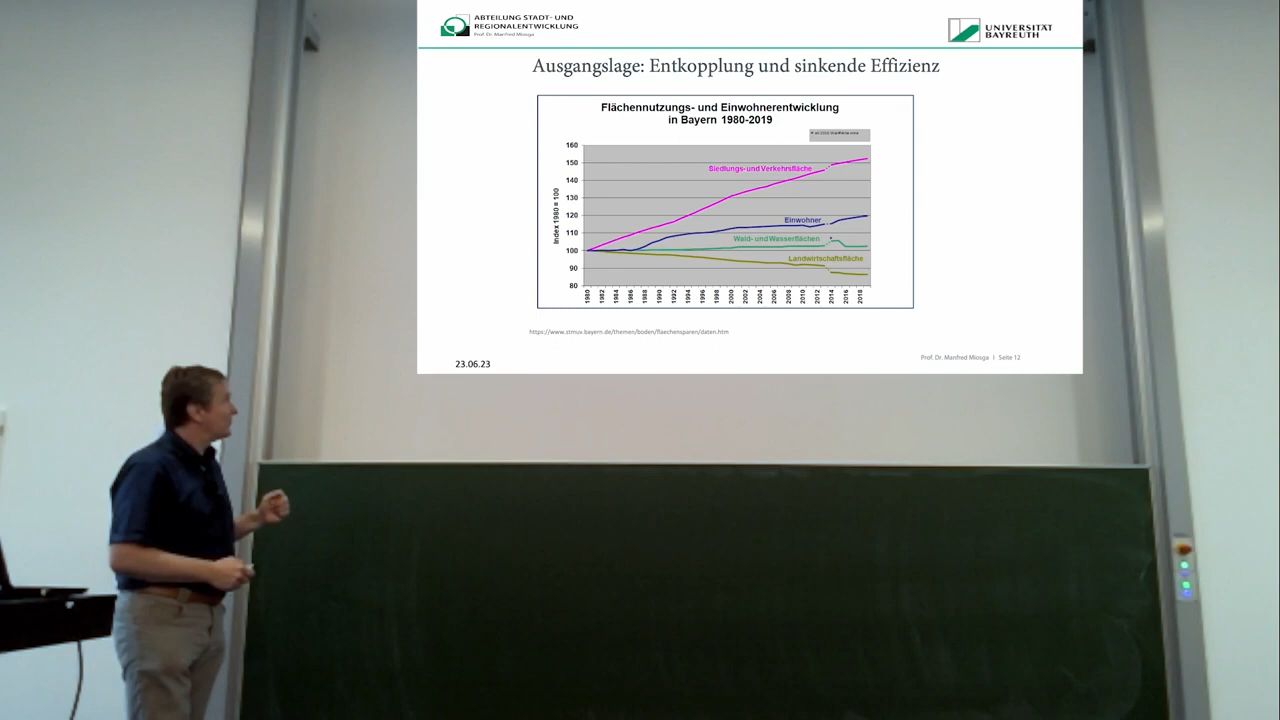 ABTEILUNG STADT- UND
REGIONALENTWICKLUNG
Prof. Dr. Manfred Miosga
UNIVERSITÄT
BAYREUTH
Ausgangslage: Entkopplung und sinkende Effizienz
Flächennutzungs- und Einwohnerentwicklung
in Bayern 1980-2019
160
150
140
130
120
110
100
90
80
Index 1980 = 100
Siedlungs- und Verkehrsfläche
Einwohner
Wald- und Wasserflächen
*
Landwirtschaftsfläche
1980 1982 1984 1986 1988 1990 1992 1994 1996 1998 2000 2002 2004 2006 2008 2010 2012 2014 2016 2018
https://www.stmuv.bayern.de/themen/boden/flaechensparen/daten.htm
Prof. Dr. Manfred Miosga | Seite 12
23.06.23